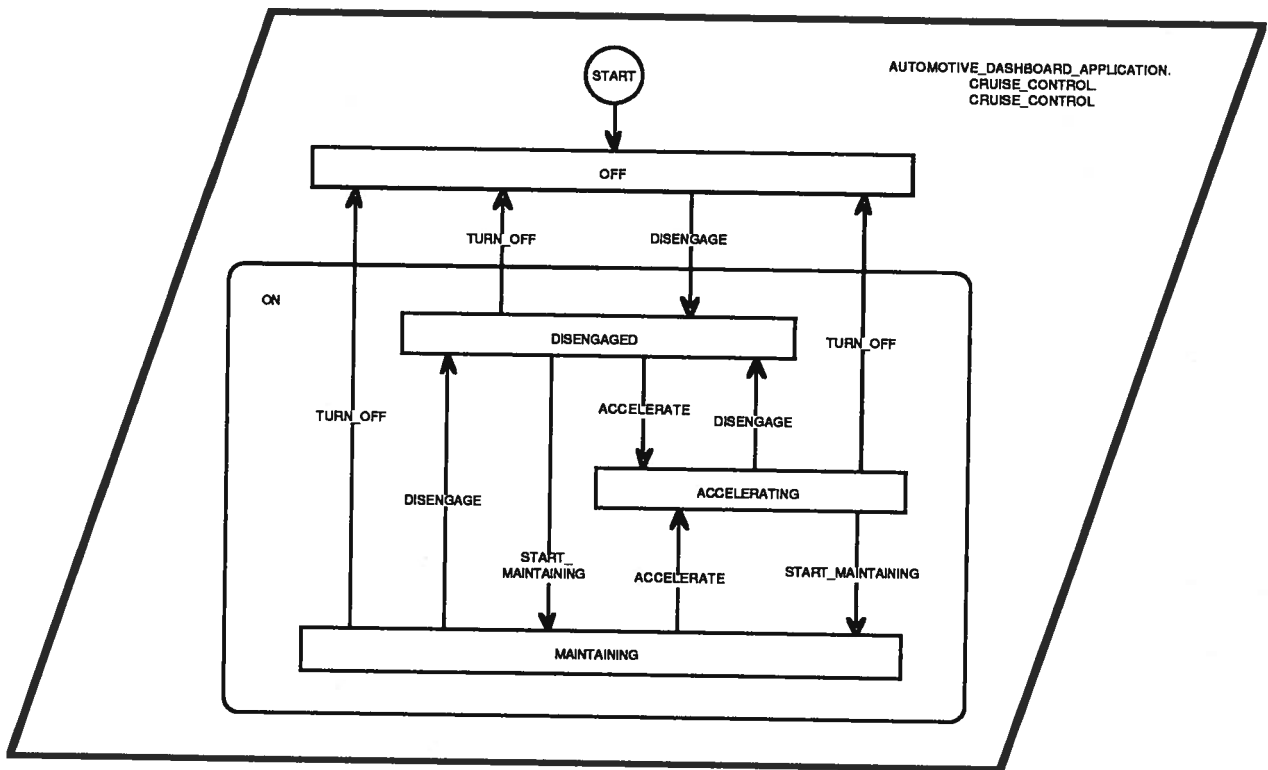 START
AUTOMOTIVE_DASHBOARD_APPLICATION.
CRUISE_CONTROL.
CRUISE_CONTROL
OFF
TURN_OFF
DISENGAGE
ON
DISENGAGED
TURN_OFF
TURN_OFF
ACCELERATE
DISENGAGE
DISENGAGE
ACCELERATING
START_
MAINTAINING
ACCELERATE
START_MAINTAINING
MAINTAINING